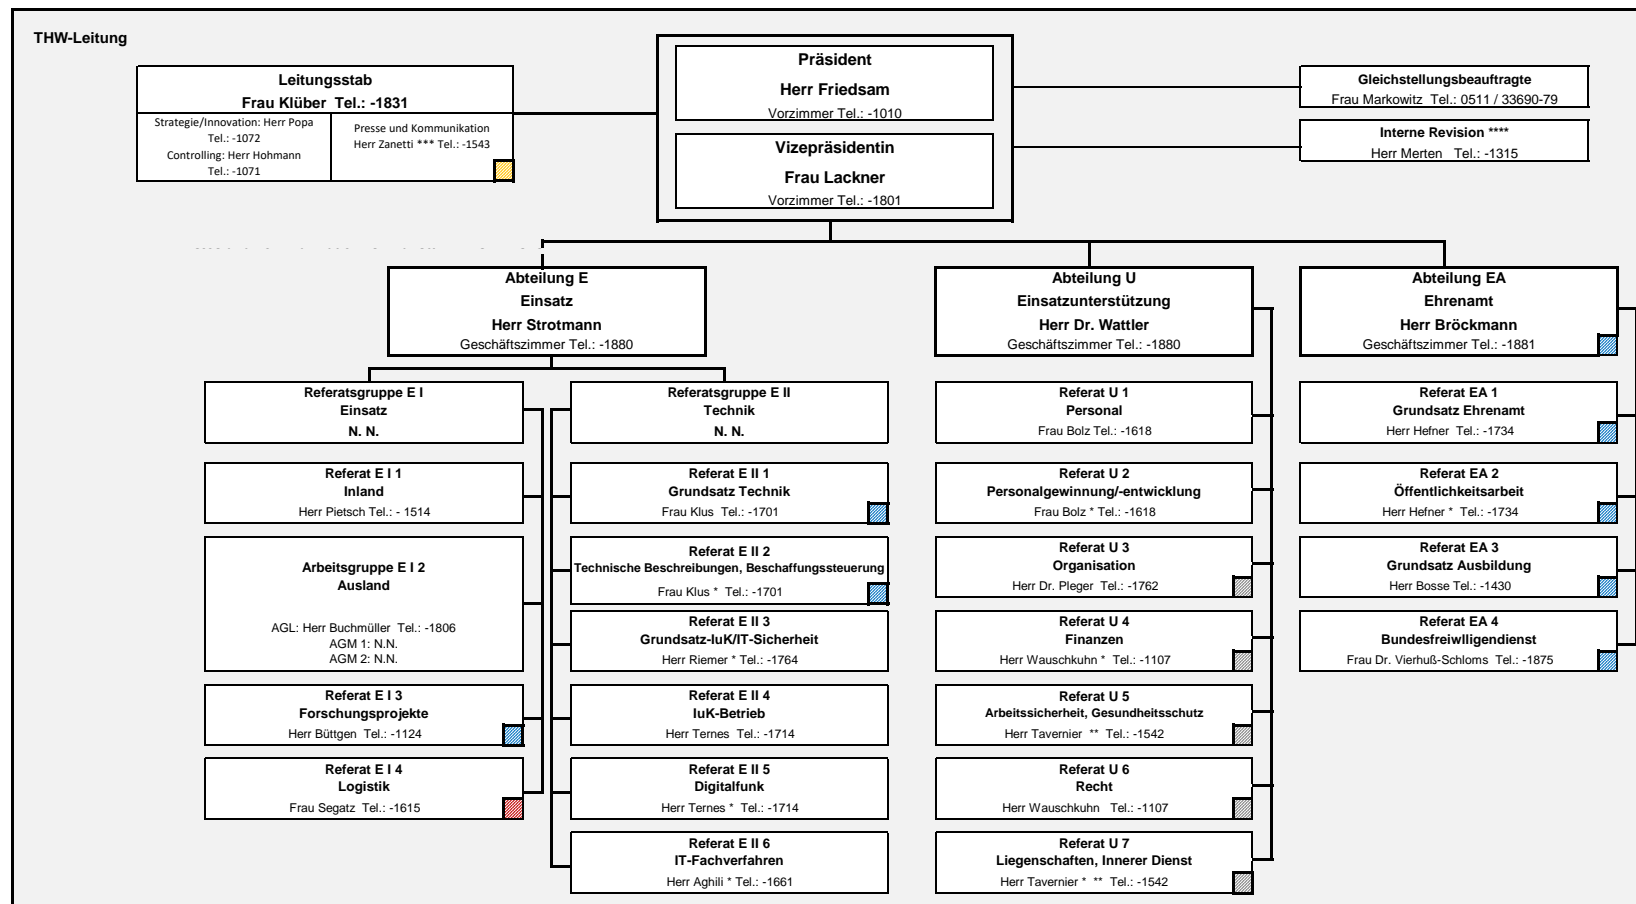 THW-Leitung
Leitungsstab
Frau Klüber Tel.: -1831
Strategie/Innovation: Herr Popa
Tel.: -1072
Controlling: Herr Hohmann
Tel.: -1071
Presse und Kommunikation
Herr Zanetti *** Tel.: -1543
Präsident
Herr Friedsam
Vorzimmer Tel.: -1010
Vizepräsidentin
Frau Lackner
Vorzimmer Tel.: -1801
Gleichstellungsbeauftragte
Frau Markowitz Tel.: 0511 / 33690-79
Interne Revision ****
Herr Merten Tel.: -1315
Abteilung E
Einsatz
Herr Strotmann
Geschäftszimmer Tel.: -1880
Referatsgruppe E I
Einsatz
N. N.
Referat E I 1
Inland
Herr Pietsch Tel.: - 1514
Arbeitsgruppe E I 2
Ausland
AGL: Herr Buchmüller Tel.: -1806
AGM 1: N.N.
AGM 2: N.N.
Referat E I 3
Forschungsprojekte
Herr Büttgen Tel.: -1124
Referat E I 4
Logistik
Frau Segatz Tel.: -1615
Referatsgruppe E II
Technik
N. N.
Referat E II 1
Grundsatz Technik
Frau Klus Tel.: -1701
Referat E II 2
Technische Beschreibungen, Beschaffungssteuerung
Frau Klus * Tel.: -1701
Referat E II 3
Grundsatz-IuK/IT-Sicherheit
Herr Riemer * Tel.: -1764
Referat E II 4
IuK-Betrieb
Herr Ternes Tel.: -1714
Referat E II 5
Digitalfunk
Herr Ternes * Tel.: -1714
Referat E II 6
IT-Fachverfahren
Herr Aghili * Tel.: -1661
Abteilung U
Einsatzunterstützung
Herr Dr. Wattler
Geschäftszimmer Tel.: -1880
Referat U 1
Personal
Frau Bolz Tel.: -1618
Referat U 2
Personalgewinnung/-entwicklung
Frau Bolz * Tel.: -1618
Referat U 3
Organisation
Herr Dr. Pleger Tel.: -1762
Referat U 4
Finanzen
Herr Wauschkuhn * Tel.: -1107
Referat U 5
Arbeitssicherheit, Gesundheitsschutz
Herr Tavernier ** Tel.: -1542
Referat U 6
Recht
Herr Wauschkuhn Tel.: -1107
Referat U 7
Liegenschaften, Innerer Dienst
Herr Tavernier * ** Tel.: -1542
Abteilung EA
Ehrenamt
Herr Bröckmann
Geschäftszimmer Tel.: -1881
Referat EA 1
Grundsatz Ehrenamt
Herr Hefner Tel.: -1734
Referat EA 2
Öffentlichkeitsarbeit
Herr Hefner * Tel.: -1734
Referat EA 3
Grundsatz Ausbildung
Herr Bosse Tel.: -1430
Referat EA 4
Bundesfreiwlligendienst
Frau Dr. Vierhuß-Schloms Tel.: -1875